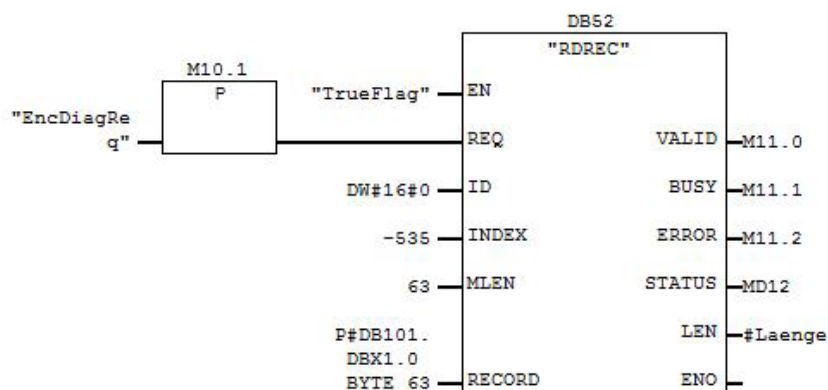 DB52
"RDREC"
M10.1
P
"TrueFlag" EN
"EncDiagRe
q"
REQ VALID M11.0
DW#16#0 ID BUSY M11.1
-535 INDEX ERROR M11.2
63 MLEN STATUS MD12
P#DB101. LEN #Laenge
DBX1.0
BYTE 63 RECORD ENO